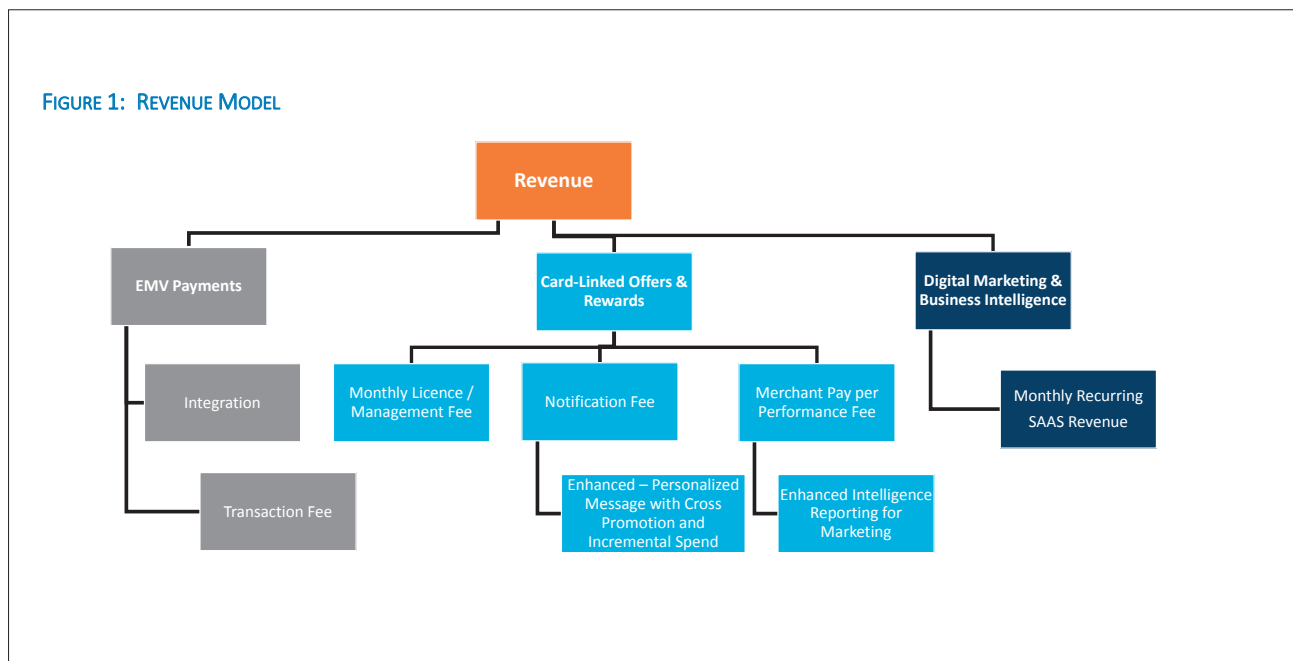 FIGURE 1: REVENUE MODEL
Revenue
EMV Payments
Card-Linked Offers &
Rewards
Digital Marketing &
Business Intelligence
Integration
Monthly Licence /
Management Fee
Notification Fee
Merchant Pay per
Performance Fee
Monthly Recurring
SAAS Revenue
Transaction Fee
Enhanced – Personalized
Message with Cross
Promotion and
Incremental Spend
Enhanced Intelligence
Reporting for
Marketing